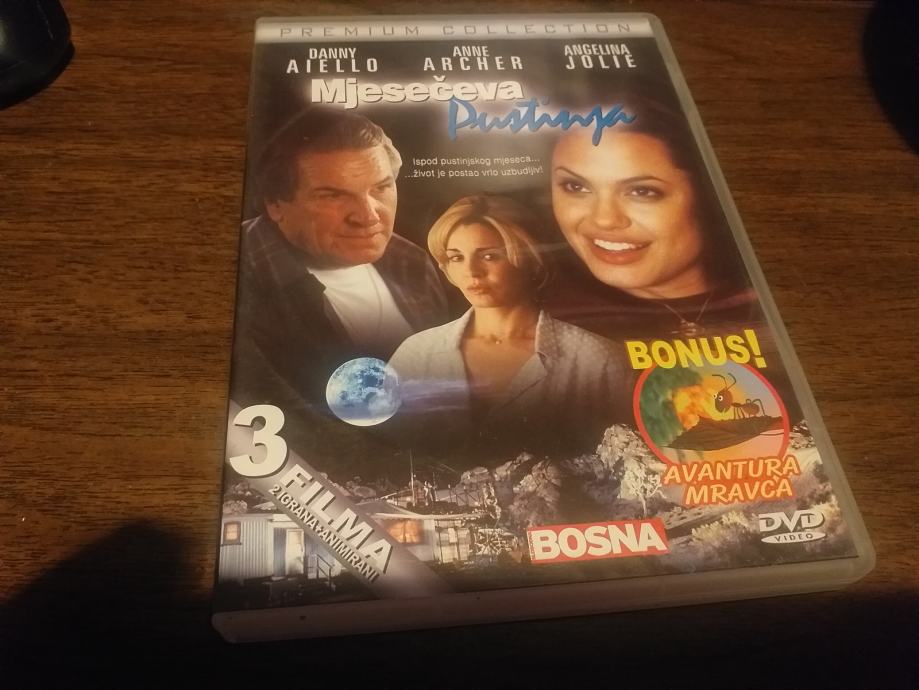 PREMIUM COLLECTION
DANNY AIELLO
ANNE ARCHER
ANGELINA JOLIE
Mjesečeva
Pustinja
Ispod pustinjskog mjeseca...
...život je postao vrlo uzbudljiv!
BONUS!
AVANTURA
MRAVCA
3
FILMA
2 IGRANA+ANIMIRANI
BOSNA
DVD
VIDEO